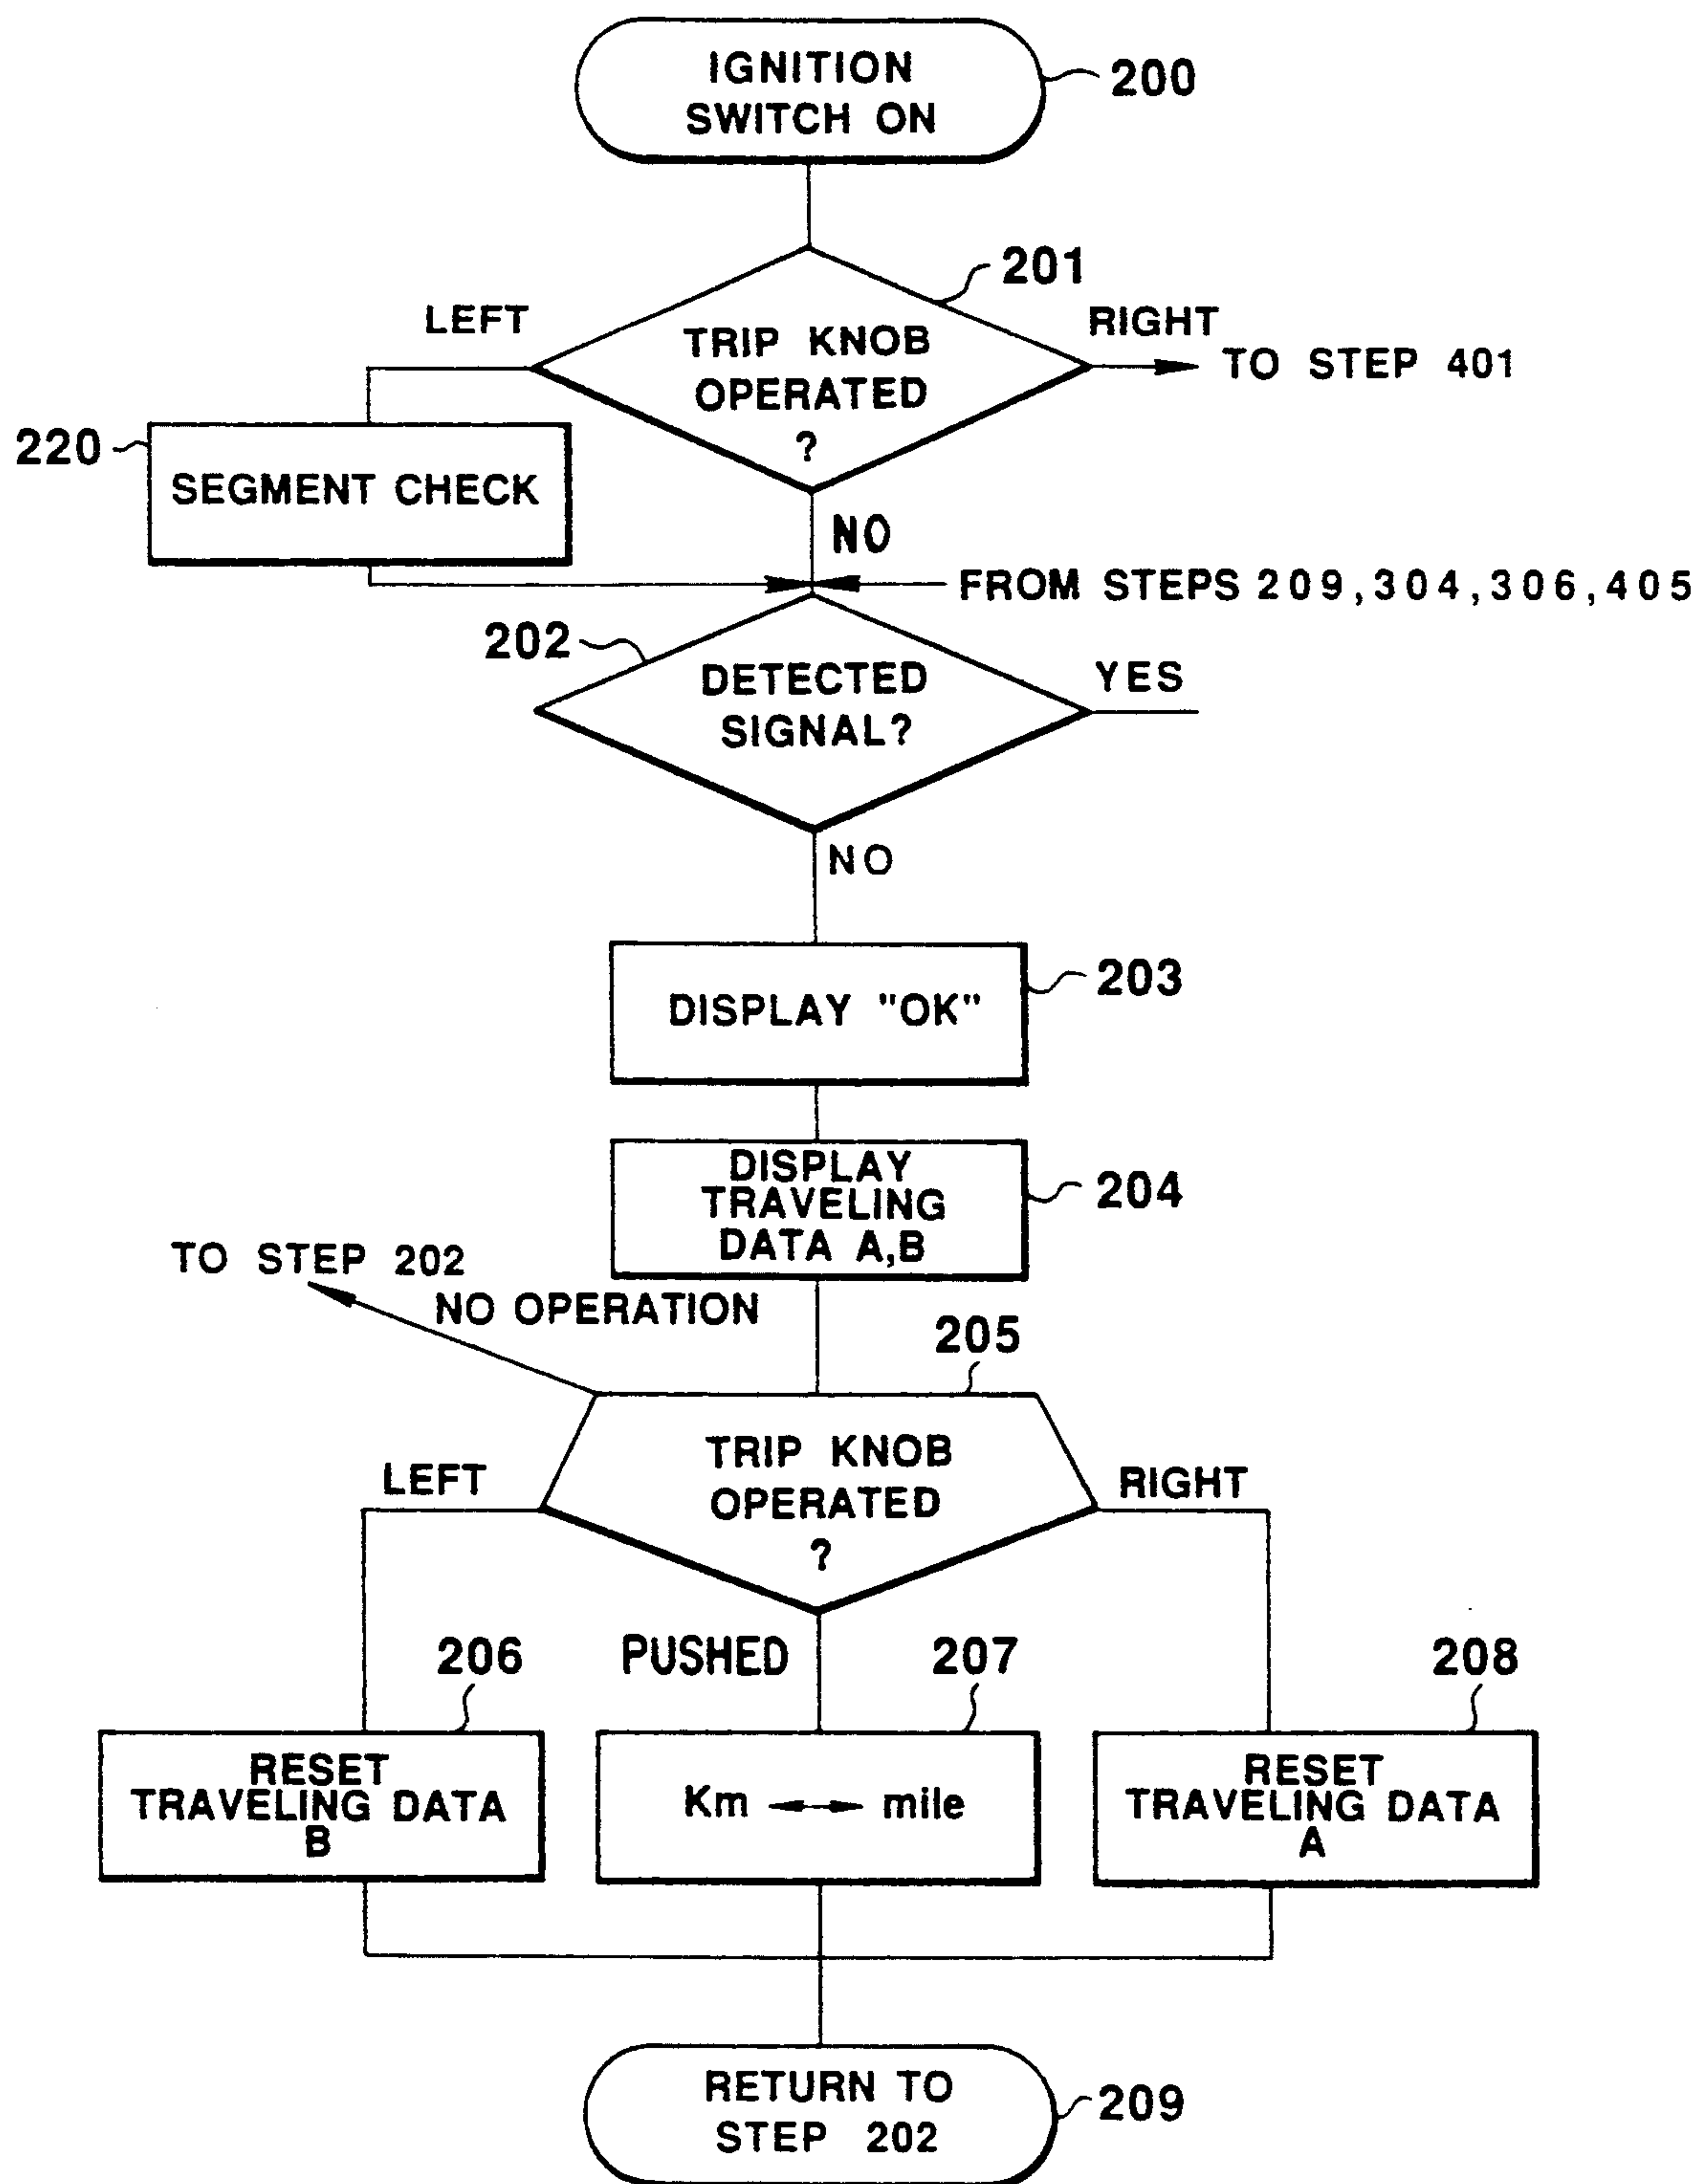 IGNITION
SWITCH ON
200
201
LEFT
RIGHT
TRIP KNOB
OPERATED
?
TO STEP 401
220
SEGMENT CHECK
NO
FROM STEPS 209,304,306,405
202
DETECTED
SIGNAL?
YES
NO
203
DISPLAY "OK"
DISPLAY
TRAVELING
DATA A,B
204
TO STEP 202
NO OPERATION
205
TRIP KNOB
OPERATED
?
LEFT
RIGHT
206
PUSHED
207
208
RESET
TRAVELING DATA
B
Km ↔ mile
RESET
TRAVELING DATA
A
RETURN TO
STEP 202
209